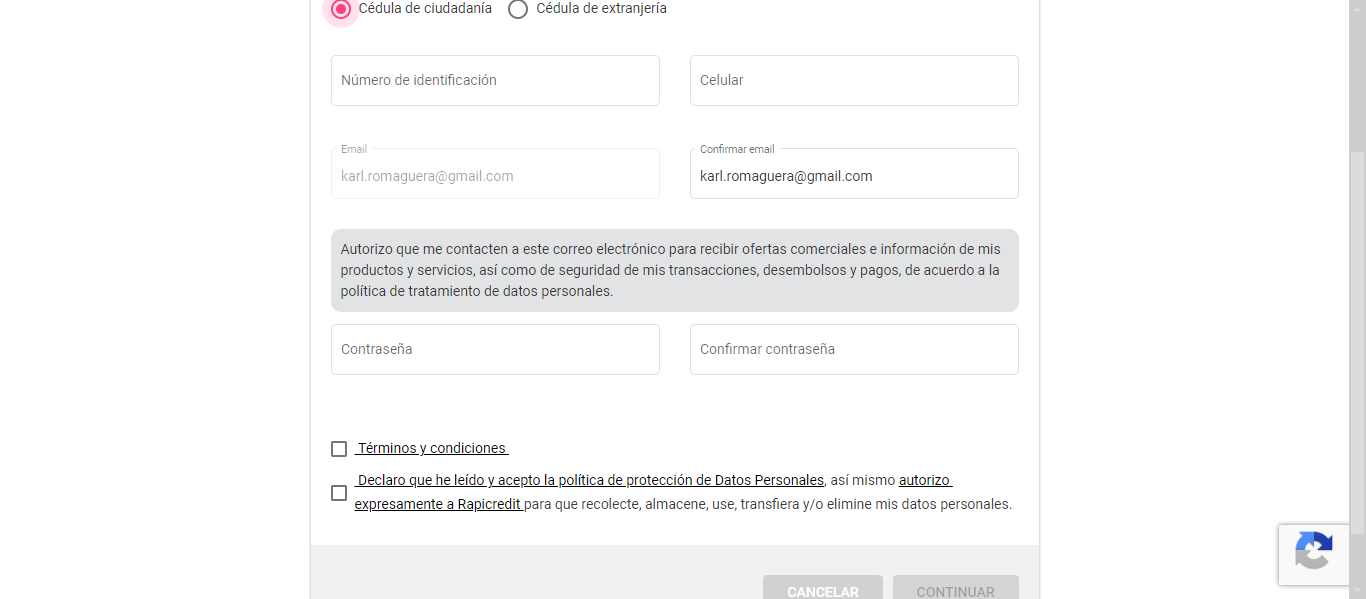 Cédula de ciudadanía Cédula de extranjería
Número de identificación Celular
Email Confirmar email
karl.romaguera@gmail.com karl.romaguera@gmail.com
Autorizo que me contacten a este correo electrónico para recibir ofertas comerciales e información de mis
productos y servicios, así como de seguridad de mis transacciones, desembolsos y pagos, de acuerdo a la
política de tratamiento de datos personales.
Contraseña Confirmar contraseña
Términos y condiciones
Declaro que he leído y acepto la política de protección de Datos Personales, así mismo autorizo
expresamente a Rapicredit para que recolecte, almacene, use, transfiera y/o elimine mis datos personales.
CANCELAR CONTINUAR